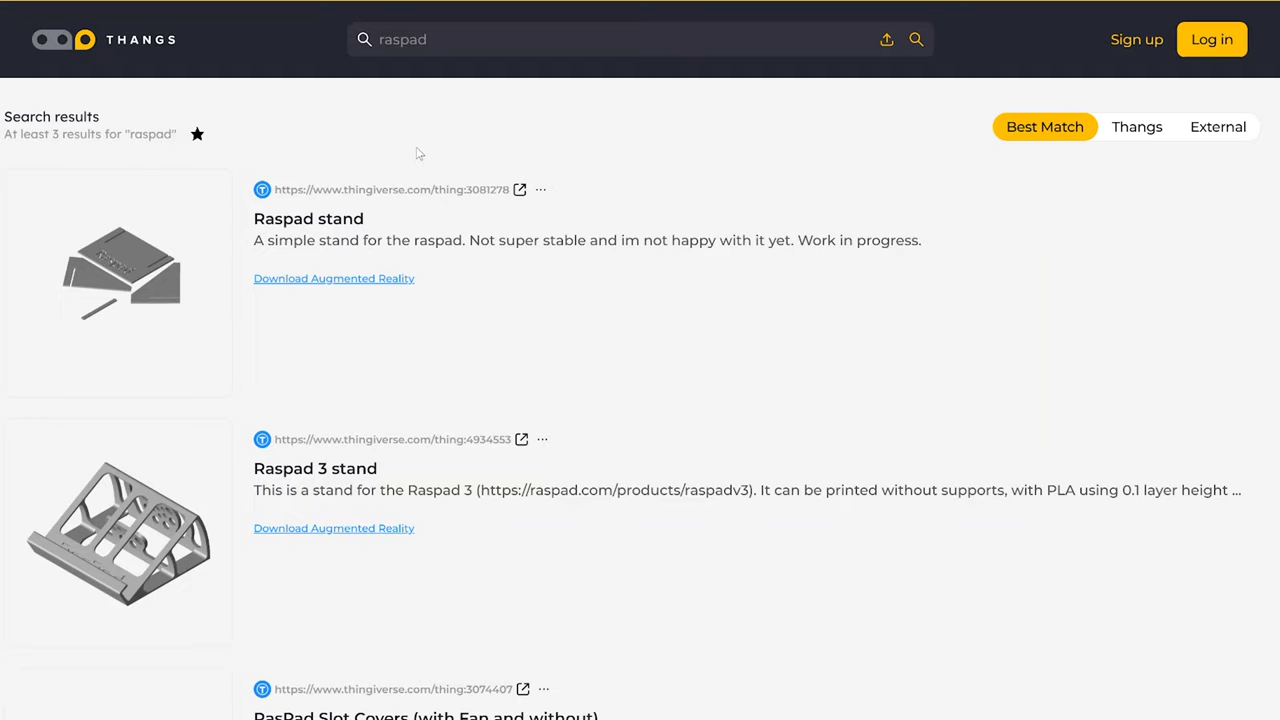 THANGS
raspad
Sign up
Log in
Search results
At least 3 results for "raspad"
Best Match
Thangs
External
https://www.thingiverse.com/thing:3081278
Raspad stand
A simple stand for the raspad. Not super stable and im not happy with it yet. Work in progress.
Download Augmented Reality
https://www.thingiverse.com/thing:4934553
Raspad 3 stand
This is a stand for the Raspad 3 (https://raspad.com/products/raspadv3). It can be printed without supports, with PLA using 0.1 layer height ...
Download Augmented Reality
https://www.thingiverse.com/thing:3074407
RasPad Slot Covers (with Fan and without)